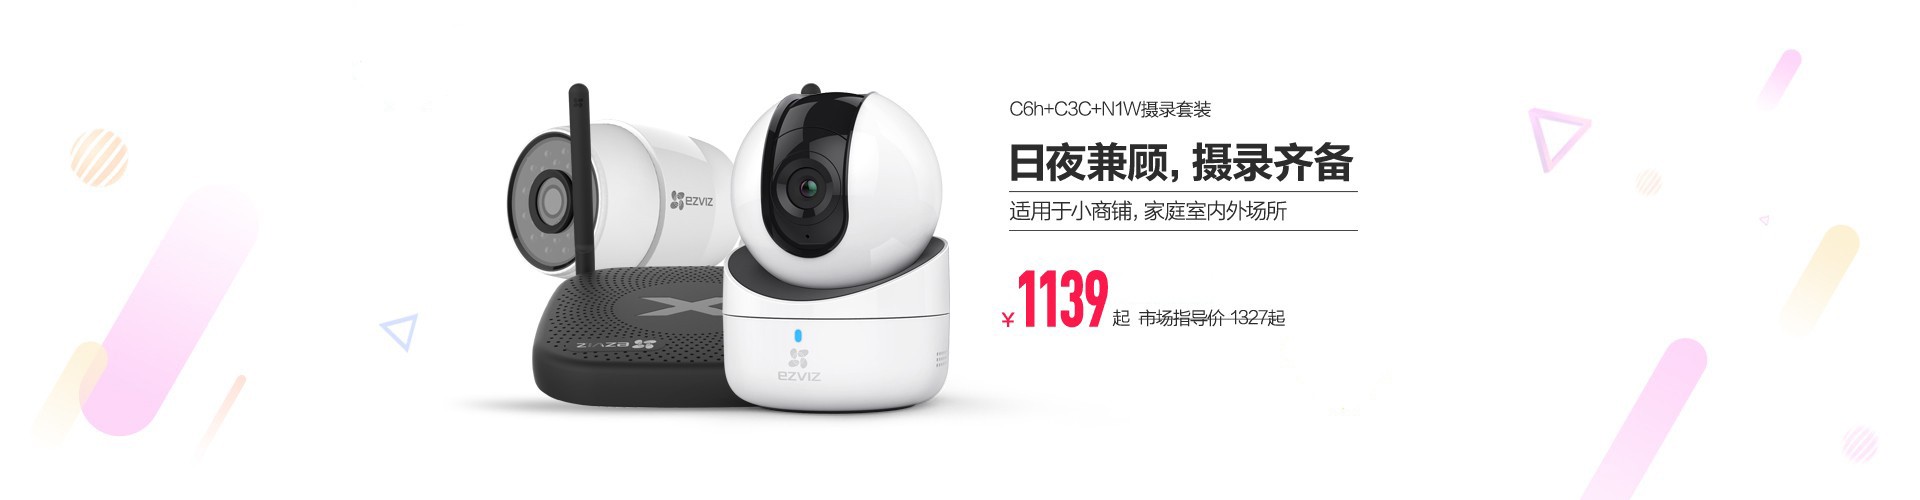 C6h+C3C+N1W摄录套装
日夜兼顾，摄录齐备
适用于小商铺，家庭室内外场所
¥1139起 市场指导价 1327起
ezviz
ezviz
ezviz